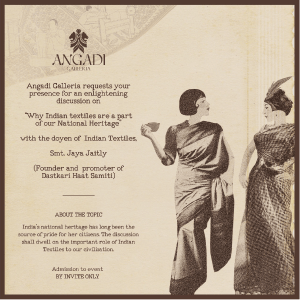 ANGADI
GALLERIA
Angadi Galleria requests your
presence for an enlightening
discussion on
"Why Indian textiles are a part
of our National Heritage"
with the doyen of Indian Textiles,
Smt. Jaya Jaitly
(Founder and promoter of
Dastkari Haat Samiti)
ABOUT THE TOPIC
India's national heritage has long been the
source of pride for her citizens. The discussion
shall dwell on the important role of Indian
Textiles to our civilisation.
Admission to event
BY INVITE ONLY